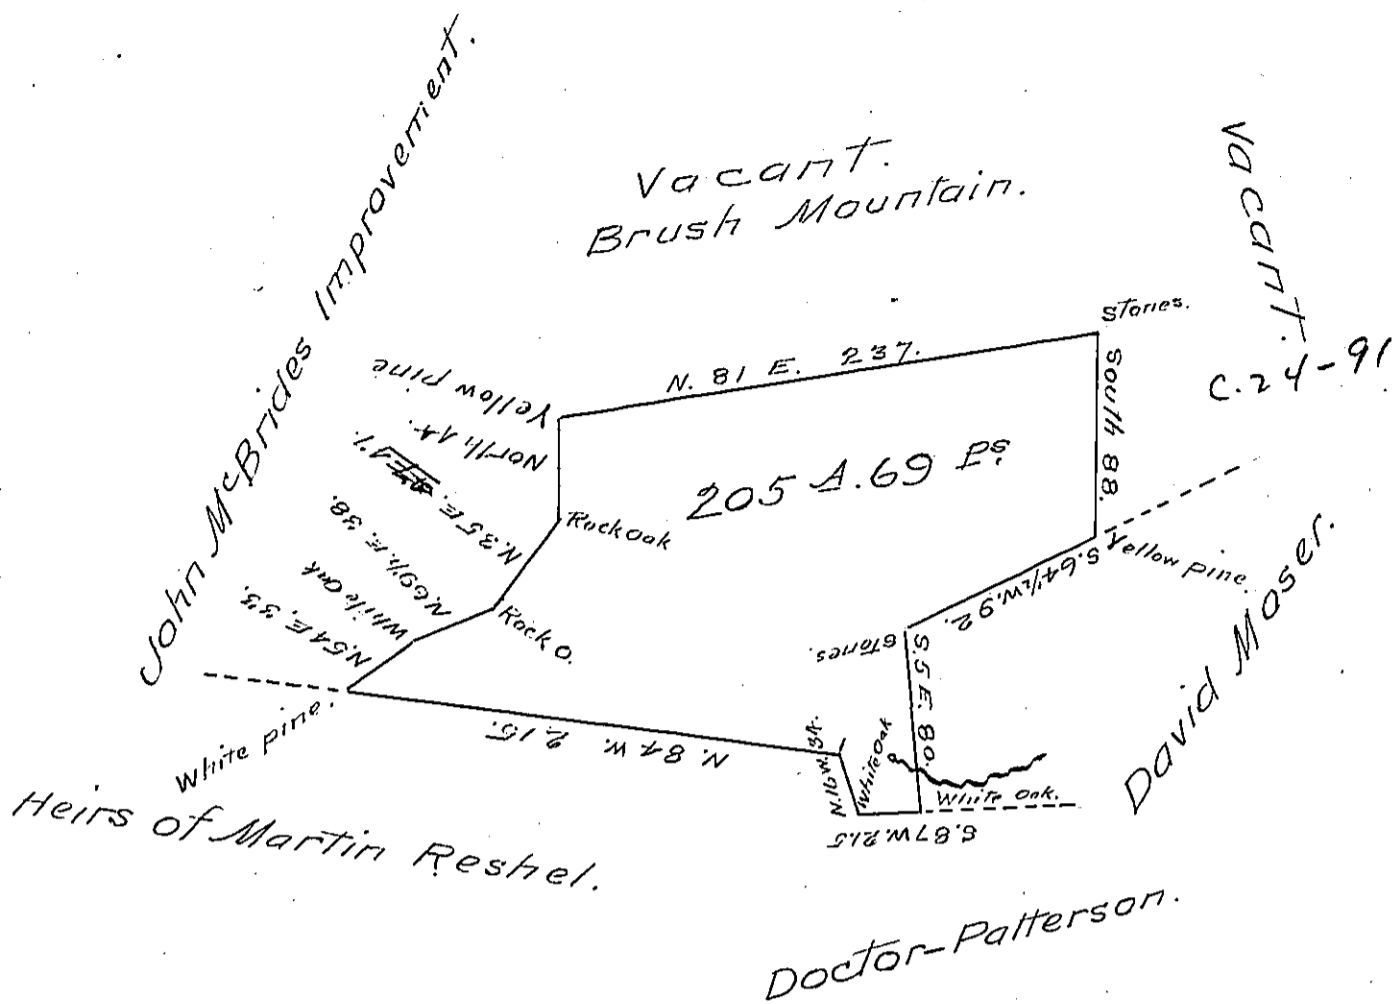 John McBrides Improvement.
Vacant.
Brush Mountain.
Vacant.
C.24-91
Stones.
N. 81 E. 237.
South 88.
Yellow pine
North
205 A. 69 Ps.
Rock Oak
N. 35 E.
N. 69½ E. 38.
Rock O.
White Oak
N. 54 E. 33.
White pine.
Yellow pine.
S. 64½ W. 92.
Stones.
S. 5 E. 80.
David Moser.
N. 84 W. 215.
N. 16 W. 34.
White Oak
White Oak.
S. 87 W. 21.5
Heirs of Martin Reshel.
Doctor-Patterson.